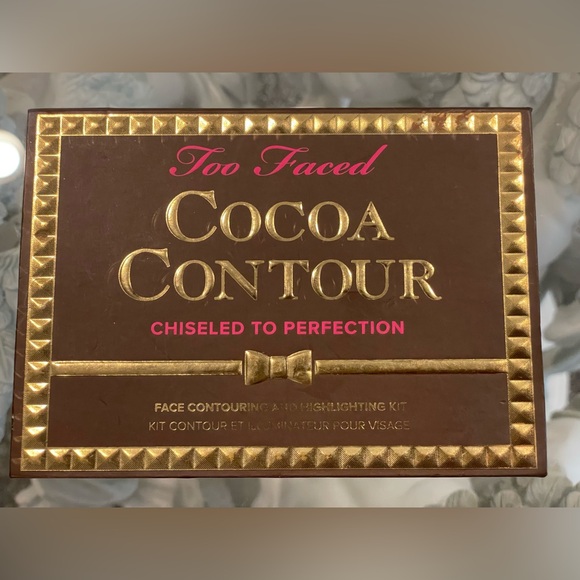 Too Faced
COCOA
CONTOUR
CHISELED TO PERFECTION
FACE CONTOURING AND HIGHLIGHTING KIT
KIT CONTOUR ET ILLUMINATEUR POUR VISAGE